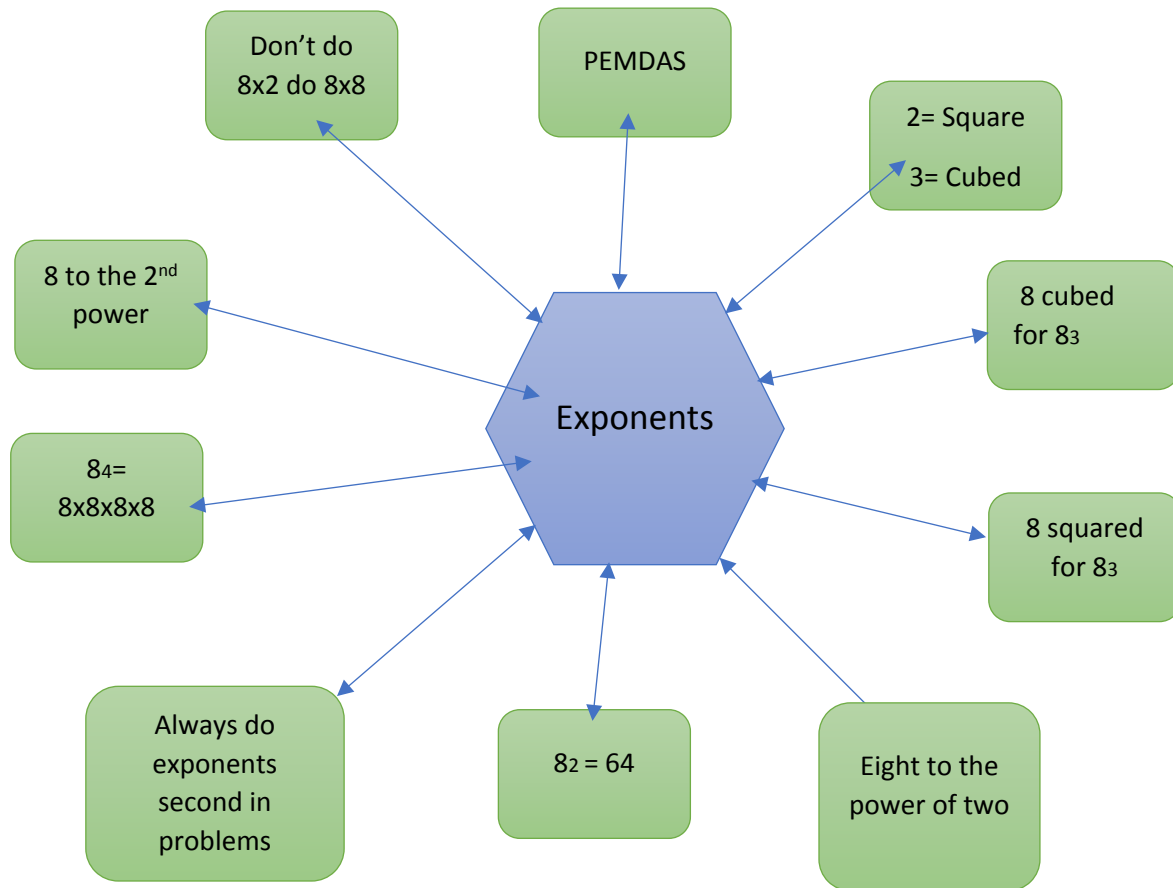 Don't do
8x2 do 8x8
PEMDAS
2= Square
3= Cubed
8 to the 2nd
power
Exponents
8 cubed
for 83
84=
8x8x8x8
8 squared
for 83
Always do
exponents
second in
problems
82 = 64
Eight to the
power of two